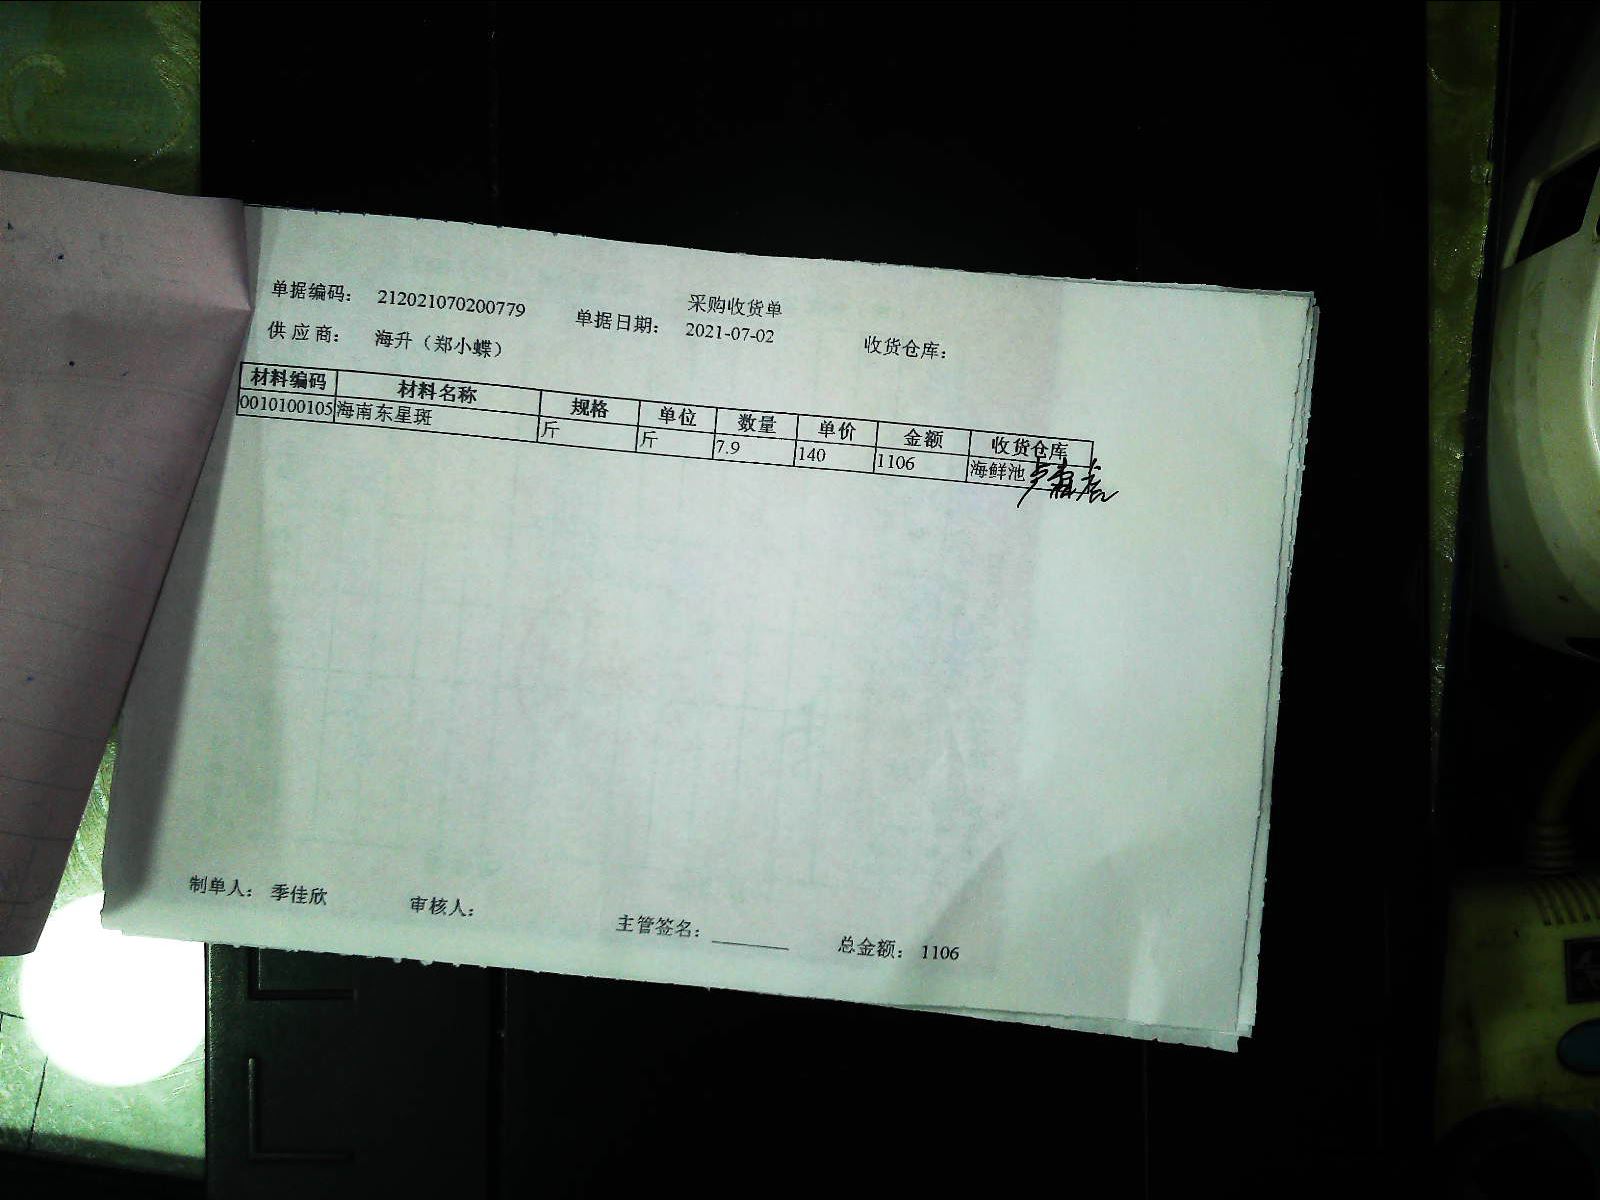 采购收货单
单据编码： 212021070200779 单据日期： 2021-07-02 收货仓库：
供 应 商： 海升（郑小蝶）
材料编码 材料名称 规格 单位 数量 单价 金额 收货仓库
0010100105 海南东星斑 斤 斤 7.9 140 1106 海鲜池
制单人： 季佳欣 审核人： 主管签名： 总金额： 1106